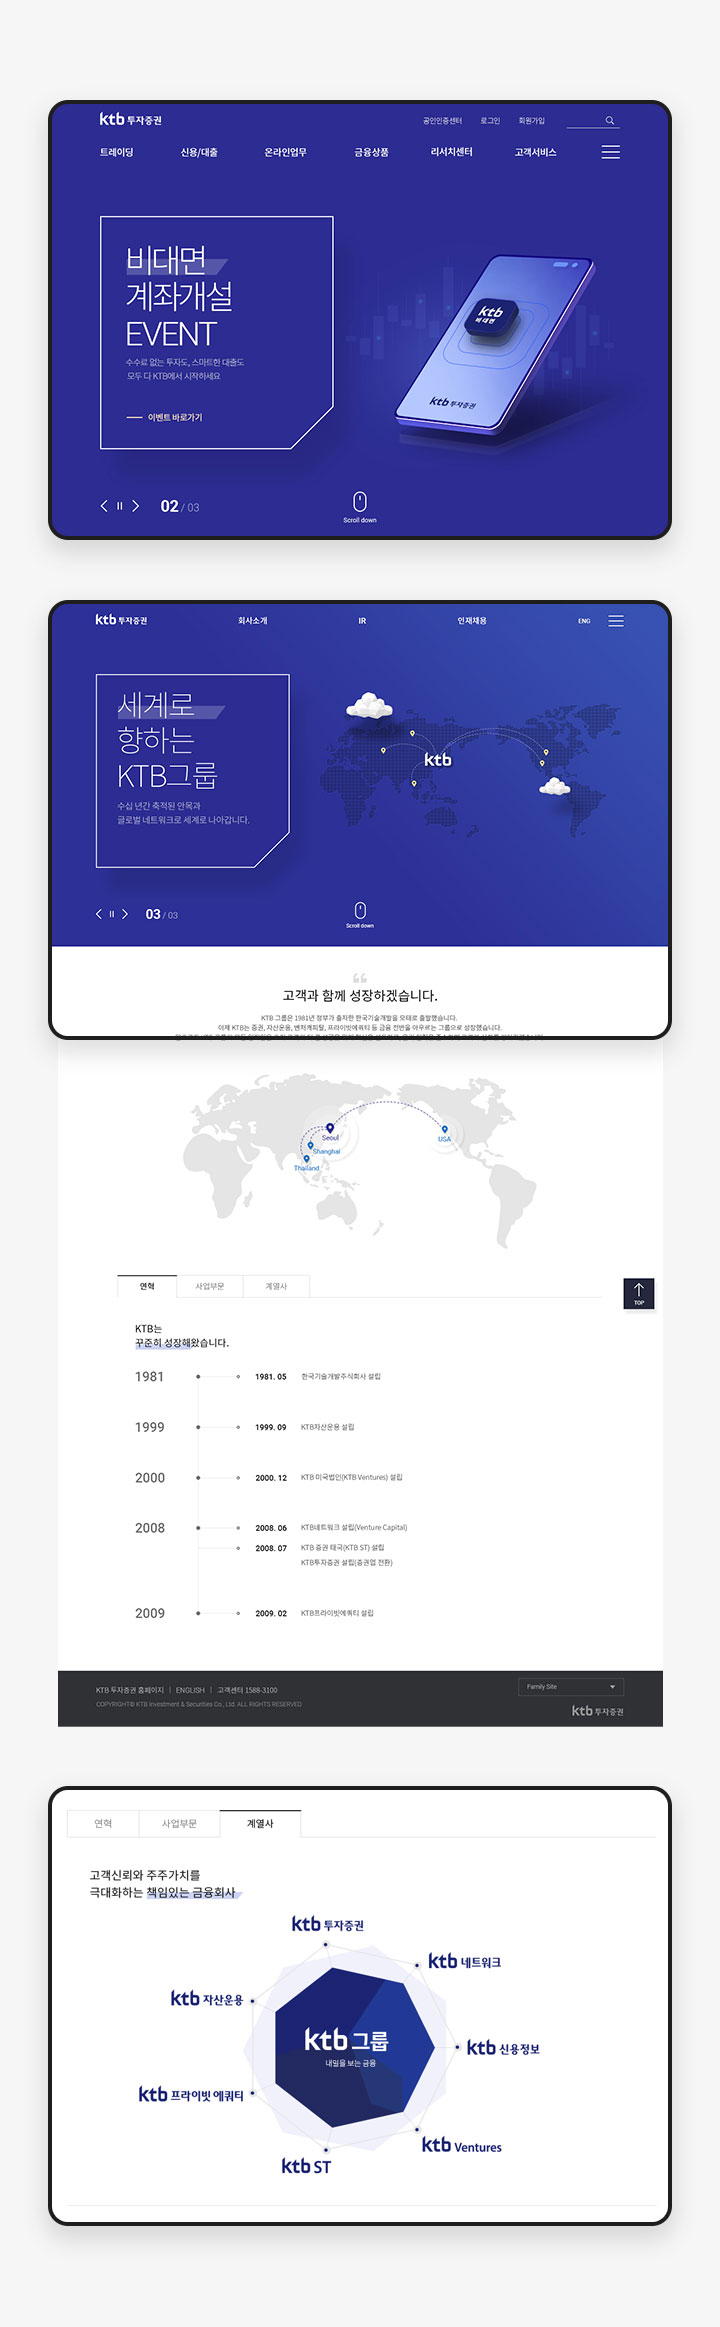 ktb 투자증권
공인인증센터 로그인 회원가입
트레이딩 신용/대출 온라인업무 금융상품 리서치센터 고객서비스
비대면
계좌개설
EVENT
수수료 없는 투자도, 스마트한 대출도
모두 다 KTB에서 시작하세요
이벤트 바로가기
ktb
비대면
ktb 투자증권
02 / 03
Scroll down
ktb 투자증권 회사소개 IR 인재채용 ENG
세계로
향하는
KTB그룹
수십 년간 축적된 안목과
글로벌 네트워크로 세계로 나아갑니다.
ktb
03 / 03
Scroll down
고객과 함께 성장하겠습니다.
KTB 그룹은 1981년 정부가 출자한 한국기술개발을 모태로 출발했습니다.
이제 KTB는 증권, 자산운용, 벤처캐피탈, 프라이빗에쿼티 등 금융 전반을 아우르는 그룹으로 성장했습니다.
Seoul
USA
Shanghai
Thailand
연혁 사업부문 계열사
TOP
KTB는
꾸준히 성장해왔습니다.
1981 1981. 05 한국기술개발주식회사 설립
1999 1999. 09 KTB자산운용 설립
2000 2000. 12 KTB 미국법인(KTB Ventures) 설립
2008 2008. 06 KTB네트워크 설립(Venture Capital)
2008. 07 KTB 증권 태국(KTB ST) 설립
KTB투자증권 설립(증권업 전환)
2009 2009. 02 KTB프라이빗에쿼티 설립
KTB 투자증권 홈페이지 | ENGLISH | 고객센터 1588-3100
Family Site
COPYRIGHT© KTB Investment & Securities Co., Ltd. ALL RIGHTS RESERVED
ktb 투자증권
연혁 사업부문 계열사
고객신뢰와 주주가치를
극대화하는 책임있는 금융회사
ktb 투자증권
ktb 네트워크
ktb 자산운용
ktb 그룹
내일을 보는 금융
ktb 신용정보
ktb 프라이빗 에쿼티
ktb Ventures
ktb ST